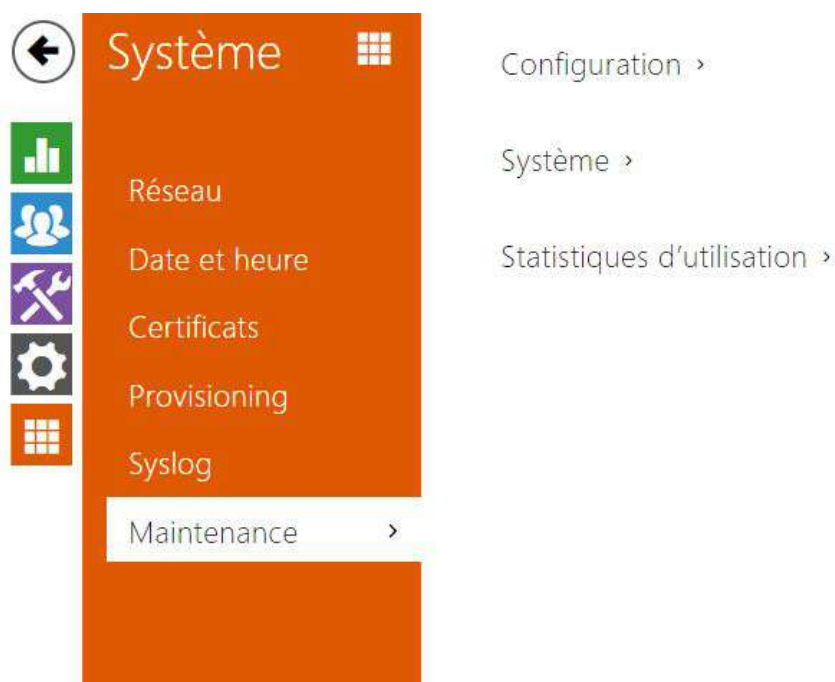 Système
Réseau
Date et heure
Certificats
Provisioning
Syslog
Maintenance ›
Configuration ›
Système ›
Statistiques d’utilisation ›